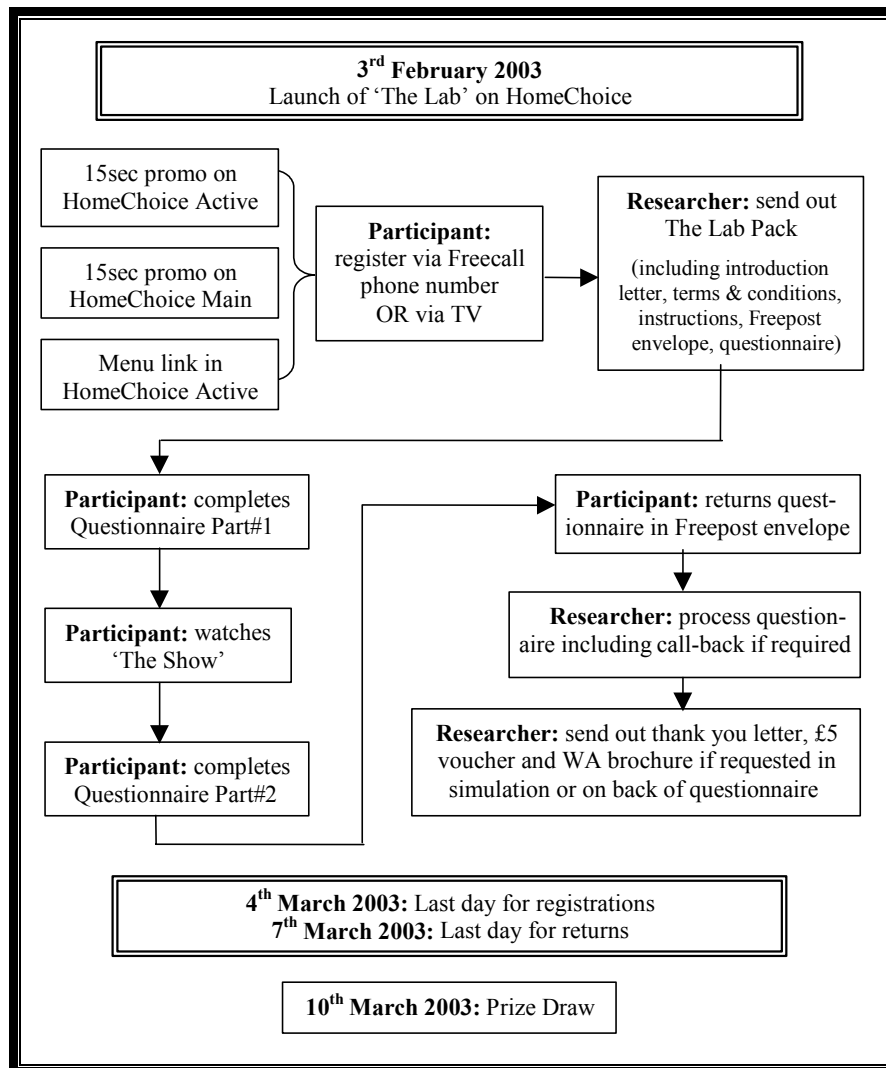 3rd February 2003
Launch of ‘The Lab’ on HomeChoice
15sec promo on
HomeChoice Active
15sec promo on
HomeChoice Main
Menu link in
HomeChoice Active
Participant:
register via Freecall
phone number
OR via TV
Researcher: send out
The Lab Pack
(including introduction
letter, terms & conditions,
instructions, Freepost
envelope, questionnaire)
Participant: completes
Questionnaire Part#1
Participant: watches
‘The Show’
Participant: completes
Questionnaire Part#2
Participant: returns quest-
ionnaire in Freepost envelope
Researcher: process question-
aire including call-back if required
Researcher: send out thank you letter, £5
voucher and WA brochure if requested in
simulation or on back of questionnaire
4th March 2003: Last day for registrations
7th March 2003: Last day for returns
10th March 2003: Prize Draw